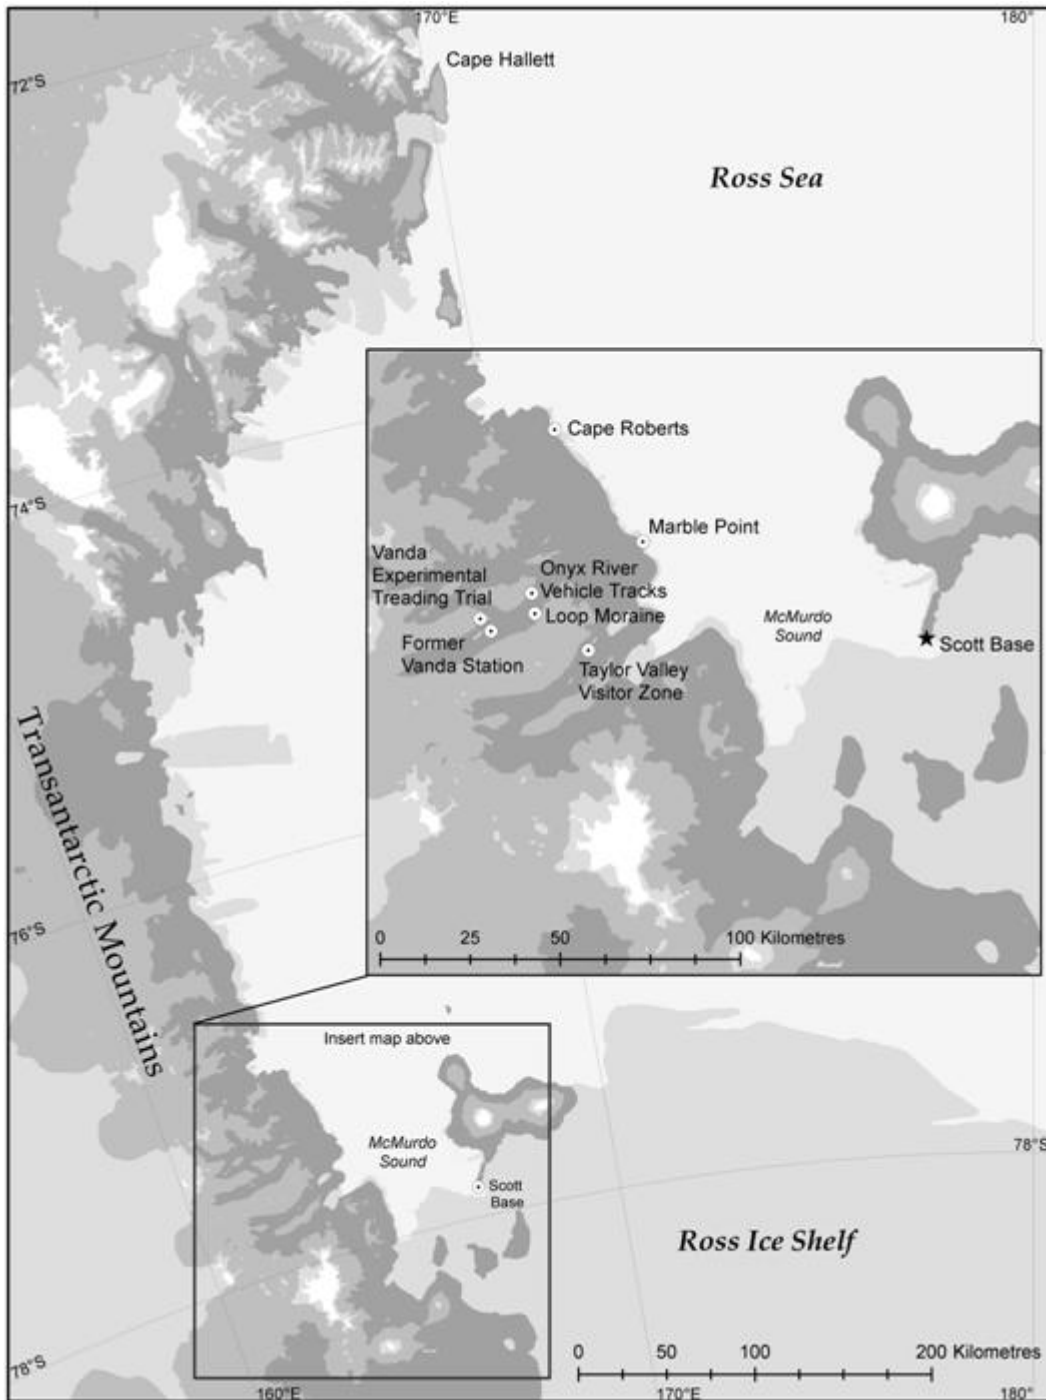 170°E
180°
72°S
Cape Hallett
Ross Sea
Cape Roberts
74°S
Marble Point
Vanda
Experimental
Treading Trial
Onyx River
Vehicle Tracks
Loop Moraine
McMurdo
Sound
Former
Vanda Station
Scott Base
Taylor Valley
Visitor Zone
Transantarctic Mountains
76°S
0 25 50 100 Kilometres
Insert map above
McMurdo
Sound
78°S
Scott
Base
Ross Ice Shelf
0 50 100 200 Kilometres
78°S
160°E
170°E
180°